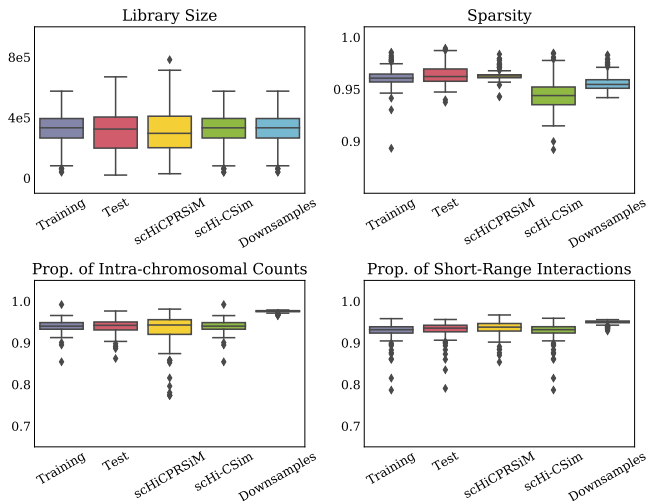 Library Size
8e5
4e5
0
Training
Test
scHiCPRSiM
scHi-CSim
Downsamples
Sparsity
1.0
0.95
0.9
Training
Test
scHiCPRSiM
scHi-CSim
Downsamples
Prop. of Intra-chromosomal Counts
1.0
0.9
0.8
0.7
Training
Test
scHiCPRSiM
scHi-CSim
Downsamples
Prop. of Short-Range Interactions
1.0
0.9
0.8
0.7
Training
Test
scHiCPRSiM
scHi-CSim
Downsamples